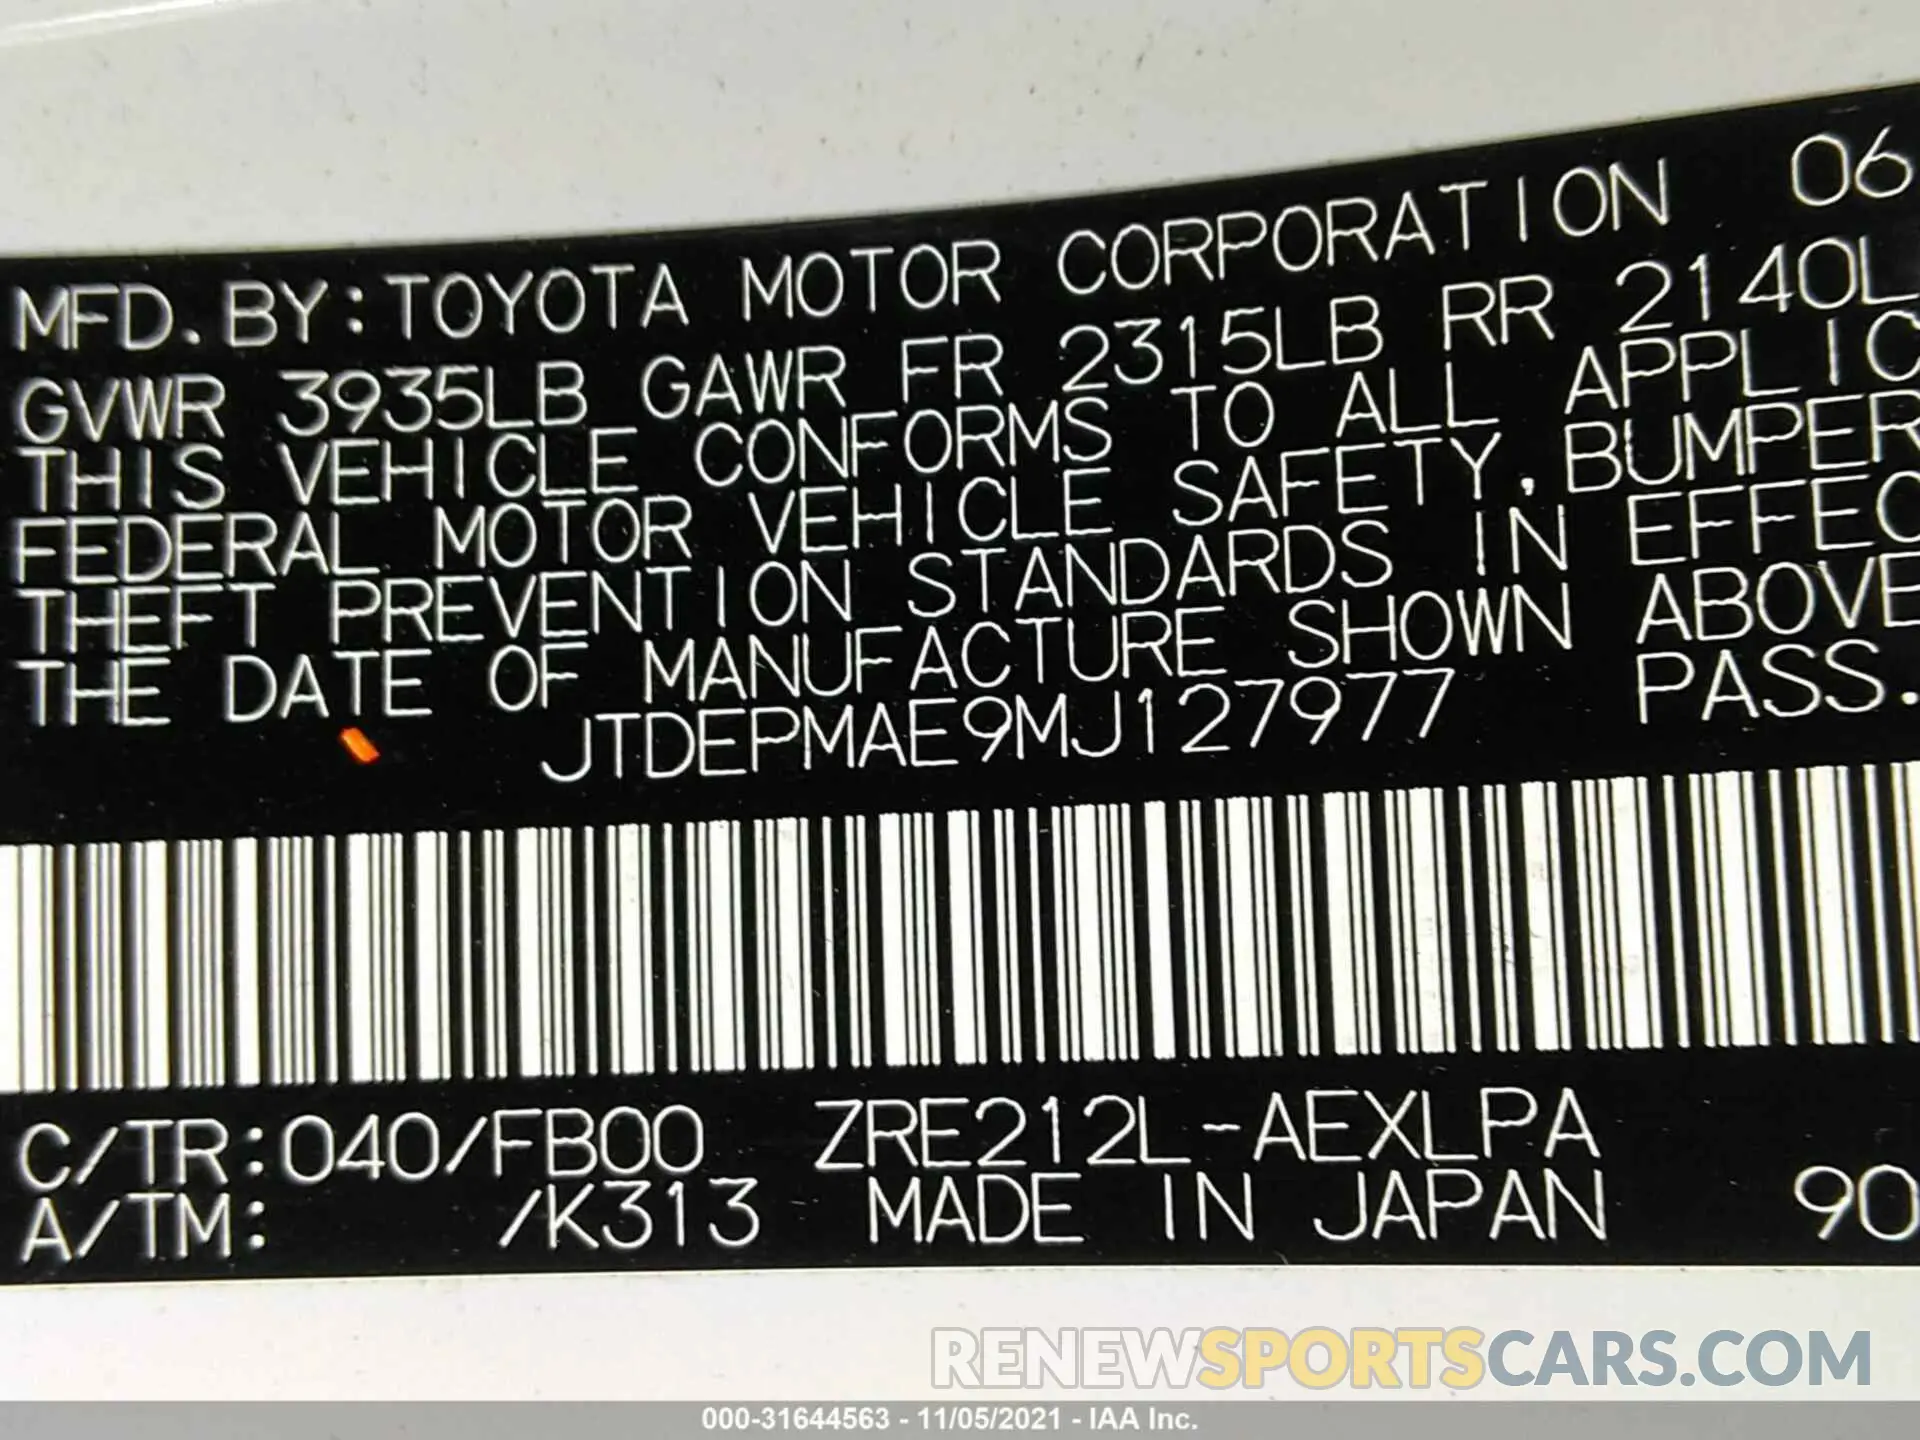 MFD. BY: TOYOTA MOTOR CORPORATION 06
GVWR 3935LB GAWR FR 2315LB RR 2140L
THIS VEHICLE CONFORMS TO ALL APPLIC
FEDERAL MOTOR VEHICLE SAFETY, BUMPER
THEFT PREVENTION STANDARDS IN EFFEC
THE DATE OF MANUFACTURE SHOWN ABOVE
JTDEPMAE9MJ127977 PASS.
C/TR: 040/FB00 ZRE212L-AEXLPA
A/TM: /K313 MADE IN JAPAN 90
RENEWSPORTSCARS.COM
000-31644563 - 11/05/2021 - IAA Inc.